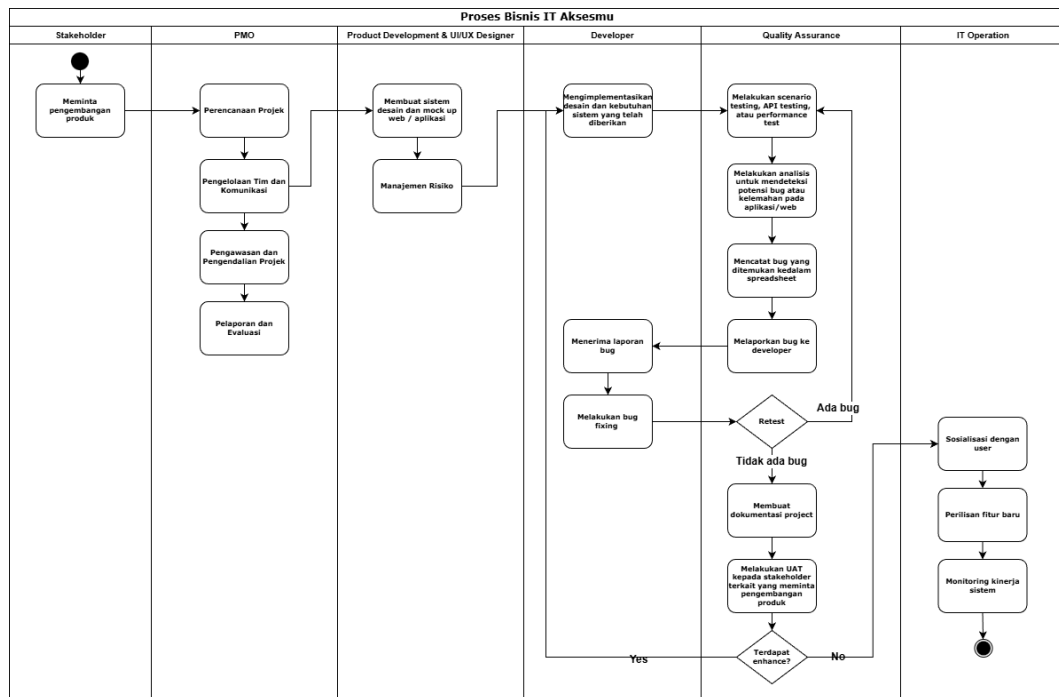 Proses Bisnis IT Aksesmu
Stakeholder
PMO
Product Development & UI/UX Designer
Developer
Quality Assurance
IT Operation
Meminta
pengembangan
produk
Perencanaan Projek
Pengelolaan Tim dan
Komunikasi
Pengawasan dan
Pengendalian Projek
Pelaporan dan
Evaluasi
Membuat sistem
desain dan mock up
web / aplikasi
Manajemen Risiko
Mengimplementasikan
desain dan kebutuhan
sistem yang telah
diberikan
Menerima laporan
bug
Melakukan bug
fixing
Melakukan scenario
testing, API testing,
atau performance
test
Melakukan analisis
untuk mendeteksi
potensi bug atau
kelemahan pada
aplikasi/web
Mencatat bug yang
ditemukan kedalam
spreadsheet
Melaporkan bug ke
developer
Retest
Ada bug
Tidak ada bug
Membuat
dokumentasi project
Melakukan UAT
kepada stakeholder
terkait yang meminta
pengembangan
produk
Terdapat
enhance?
Yes
No
Sosialisasi dengan
user
Perilisan fitur baru
Monitoring kinerja
sistem